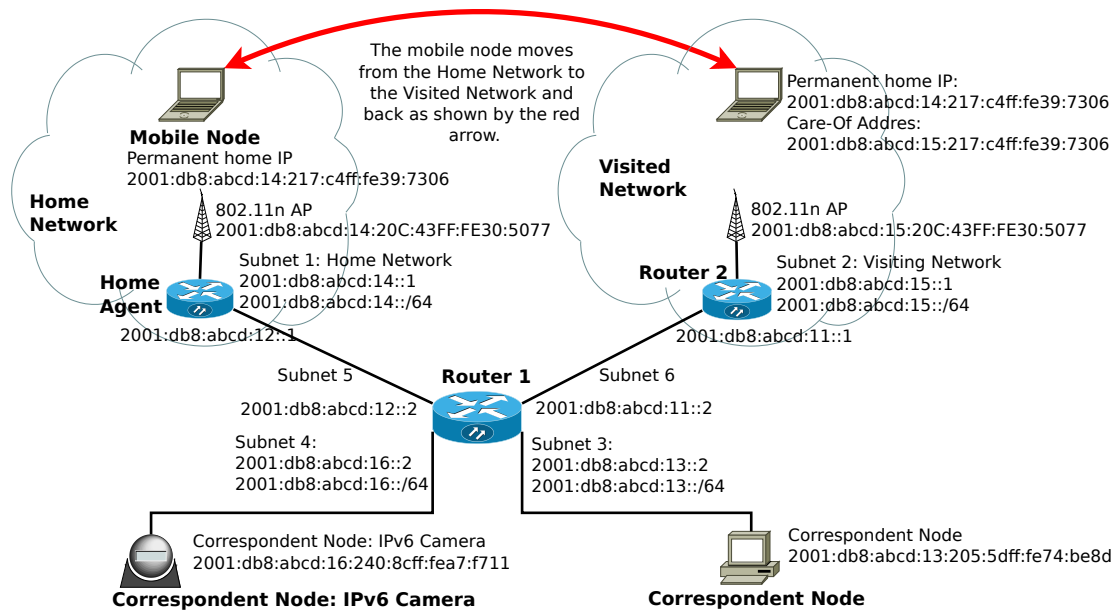 The mobile node moves
from the Home Network to
the Visited Network and
back as shown by the red
arrow.
Mobile Node
Permanent home IP
2001:db8:abcd:14:217:c4ff:fe39:7306
Home
Network
802.11n AP
2001:db8:abcd:14:20C:43FF:FE30:5077
Home
Agent
Subnet 1: Home Network
2001:db8:abcd:14::1
2001:db8:abcd:14::/64
2001:db8:abcd:12::1
Permanent home IP:
2001:db8:abcd:14:217:c4ff:fe39:7306
Care-Of Addres:
2001:db8:abcd:15:217:c4ff:fe39:7306
Visited
Network
802.11n AP
2001:db8:abcd:15:20C:43FF:FE30:5077
Router 2
Subnet 2: Visiting Network
2001:db8:abcd:15::1
2001:db8:abcd:15::/64
2001:db8:abcd:11::1
Subnet 5
Router 1
Subnet 6
2001:db8:abcd:12::2
2001:db8:abcd:11::2
Subnet 4:
2001:db8:abcd:16::2
2001:db8:abcd:16::/64
Subnet 3:
2001:db8:abcd:13::2
2001:db8:abcd:13::/64
Correspondent Node: IPv6 Camera
2001:db8:abcd:16:240:8cff:fea7:f711
Correspondent Node: IPv6 Camera
Correspondent Node
2001:db8:abcd:13:205:5dff:fe74:be8d
Correspondent Node